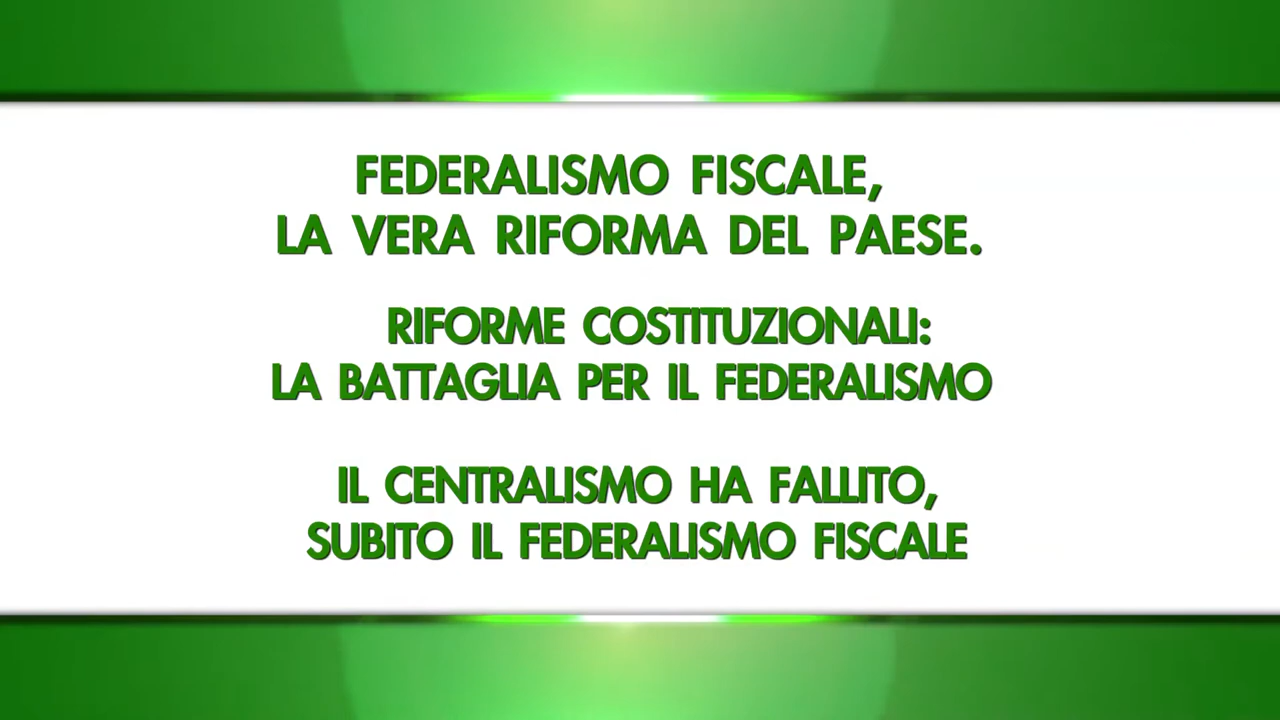 FEDERALISMO FISCALE,
LA VERA RIFORMA DEL PAESE.
RIFORME COSTITUZIONALI:
LA BATTAGLIA PER IL FEDERALISMO
IL CENTRALISMO HA FALLITO,
SUBITO IL FEDERALISMO FISCALE